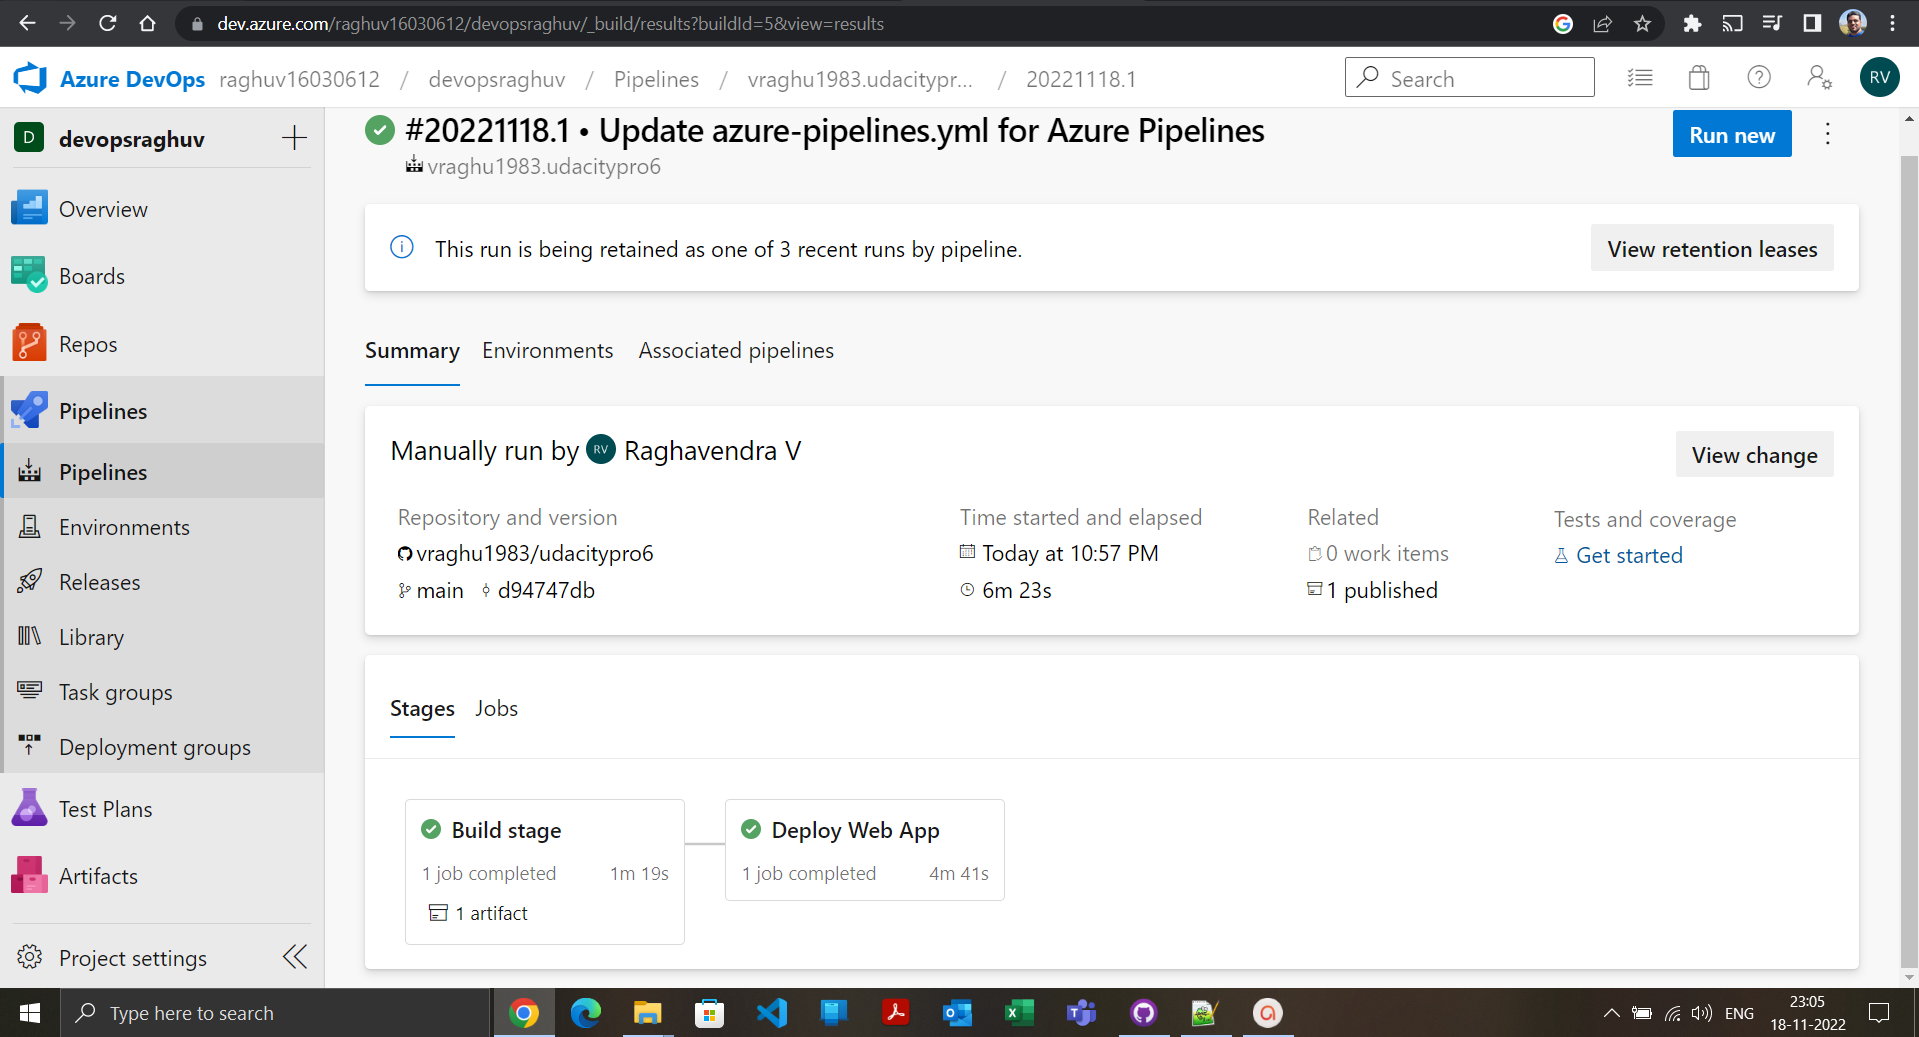 dev.azure.com/raghuv16030612/devopsraghuv/_build/results?buildId=5&view=results
Azure DevOps raghuv16030612 / devopsraghuv / Pipelines / vraghu1983.udacitypr... / 20221118.1
Search
RV
D devopsraghuv
#20221118.1 • Update azure-pipelines.yml for Azure Pipelines
Run new
vraghu1983.udacitypro6
This run is being retained as one of 3 recent runs by pipeline.
View retention leases
Overview
Boards
Repos
Pipelines
Pipelines
Environments
Releases
Library
Task groups
Deployment groups
Test Plans
Artifacts
Project settings
Summary Environments Associated pipelines
Manually run by RV Raghavendra V
View change
Repository and version
vraghu1983/udacitypro6
main d94747db
Time started and elapsed
Today at 10:57 PM
6m 23s
Related
0 work items
1 published
Tests and coverage
Get started
Stages Jobs
Build stage
1 job completed 1m 19s
1 artifact
Deploy Web App
1 job completed 4m 41s
Type here to search
ENG
23:05
18-11-2022